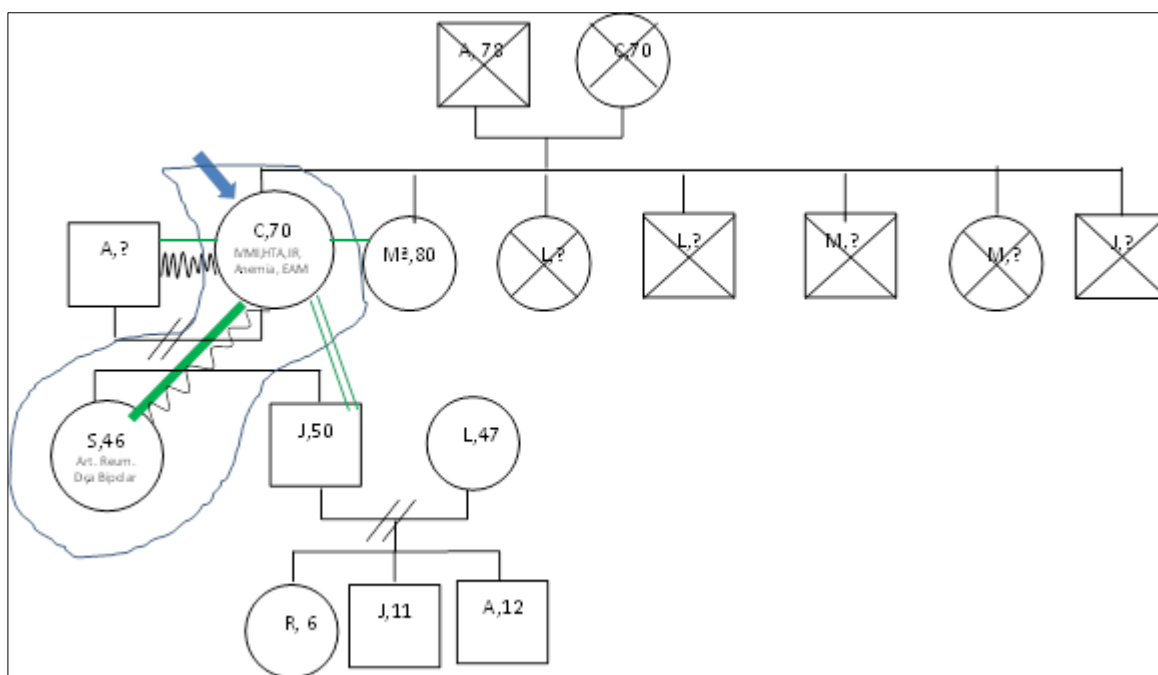 A, 78
C,70
C,70
IVMI,HTA,IR,
Anemia, EAM
A,?
Mª,80
L,?
L,?
M,?
M,?
J,?
S,46
Art. Reum.
Dça Bipolar
J,50
L,47
R, 6
J,11
A,12